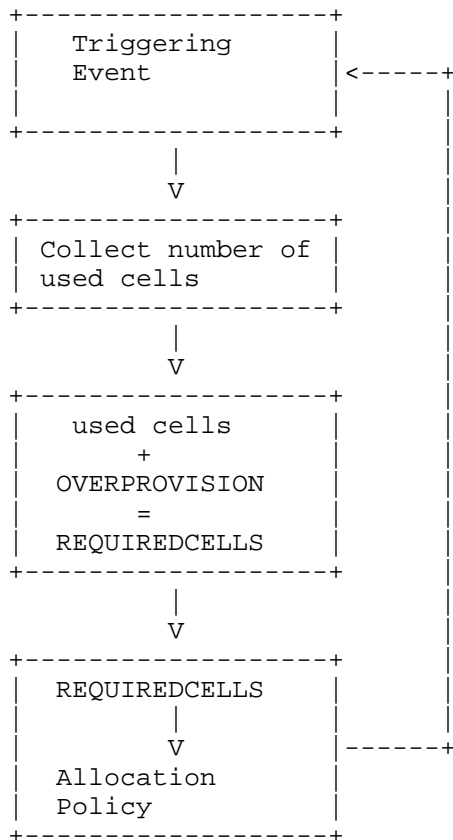 Triggering
Event
Collect number of
used cells
used cells
+
OVERPROVISION
=
REQUIREDCELLS
REQUIREDCELLS
Allocation
Policy